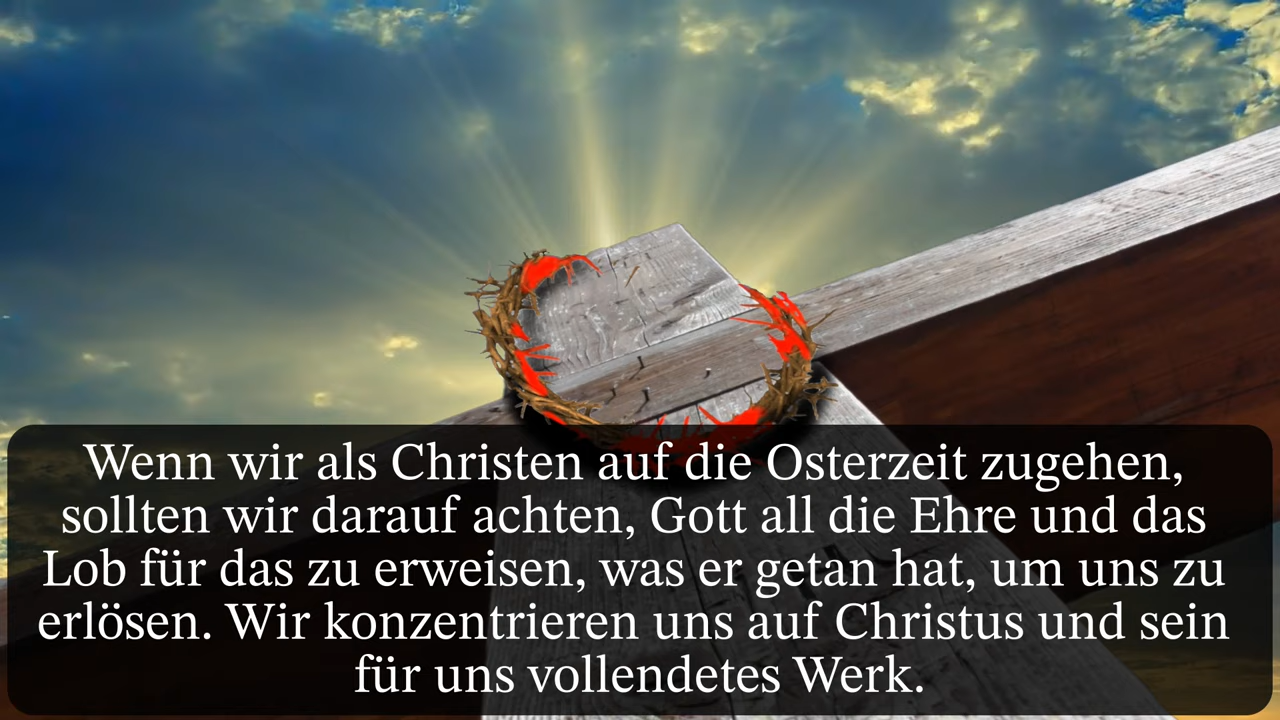 Wenn wir als Christen auf die Osterzeit zugehen,
sollten wir darauf achten, Gott all die Ehre und das
Lob für das zu erweisen, was er getan hat, um uns zu
erlösen. Wir konzentrieren uns auf Christus und sein
für uns vollendetes Werk.